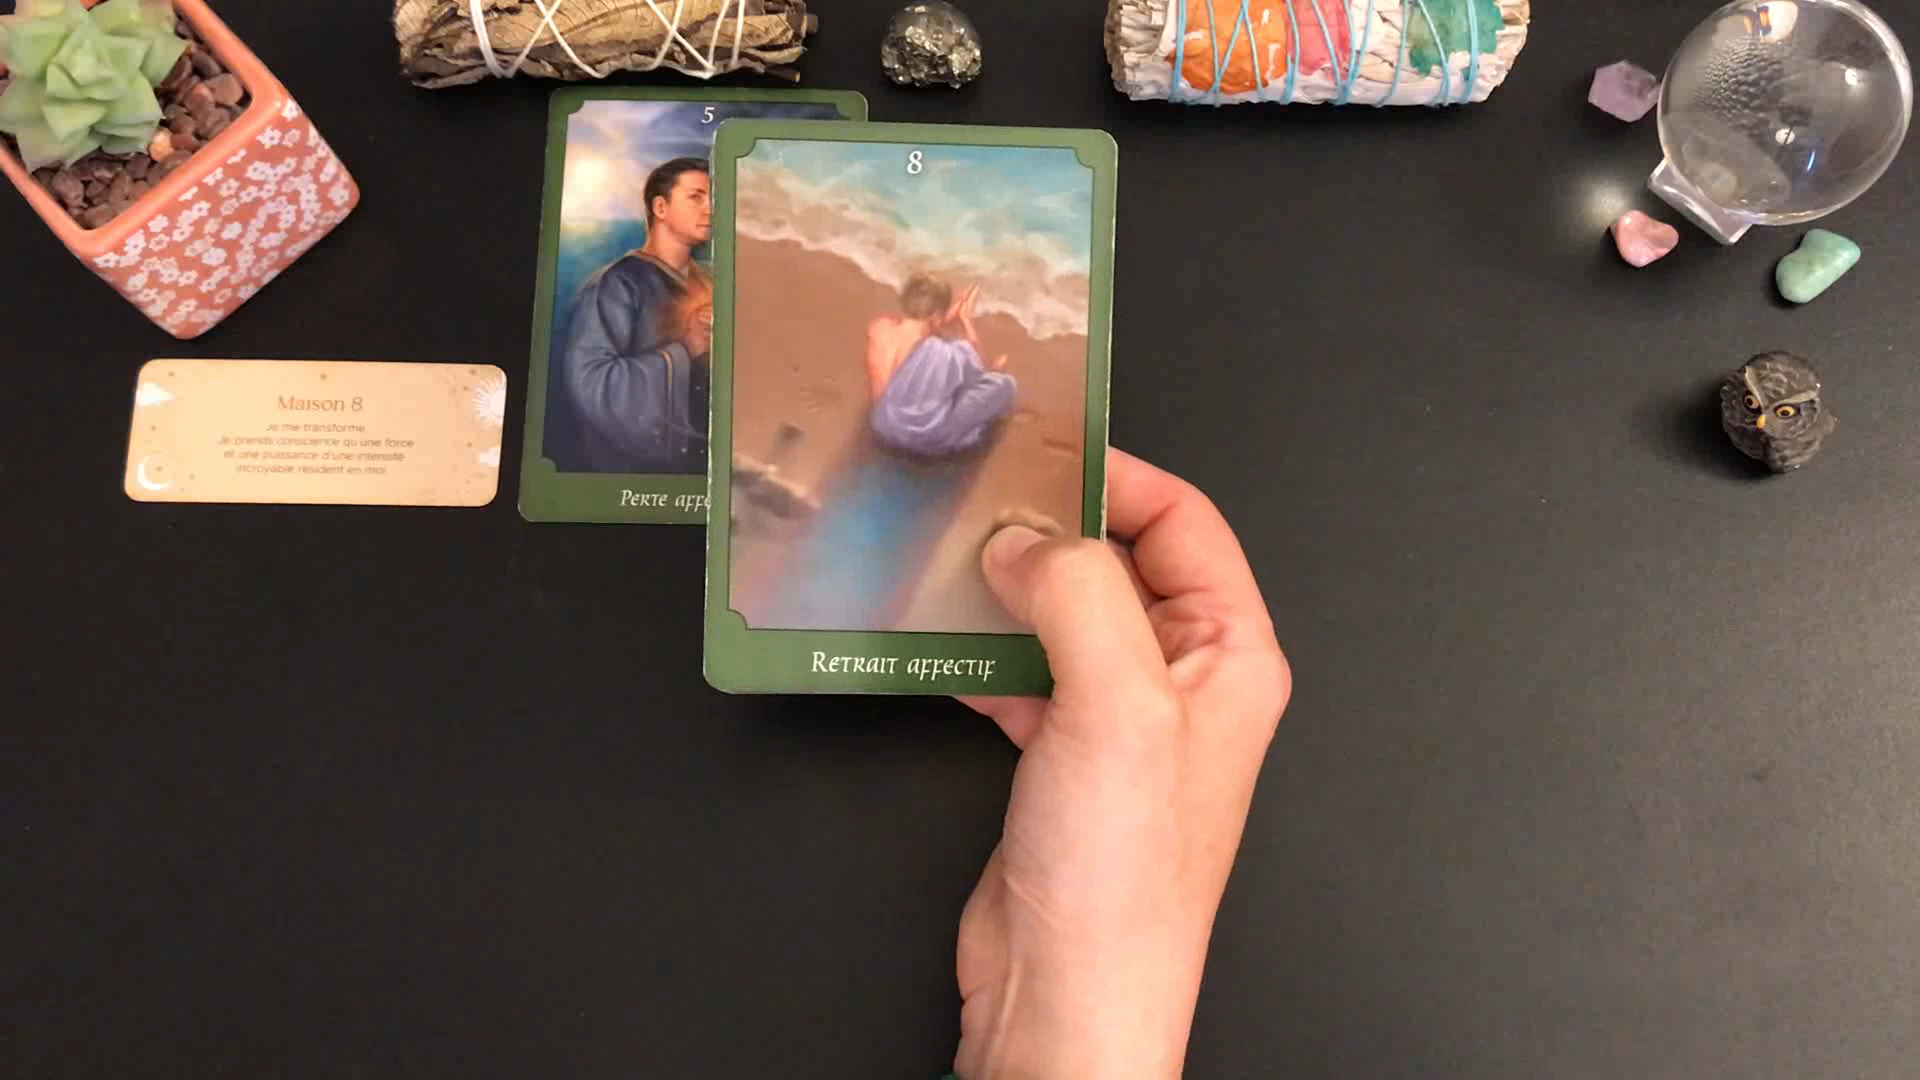 5
8
Maison 8
Je me transforme.
Je prends conscience qu'une force
et une puissance d'une intensité
incroyable résident en moi.
Perte affe
Retrait affectif